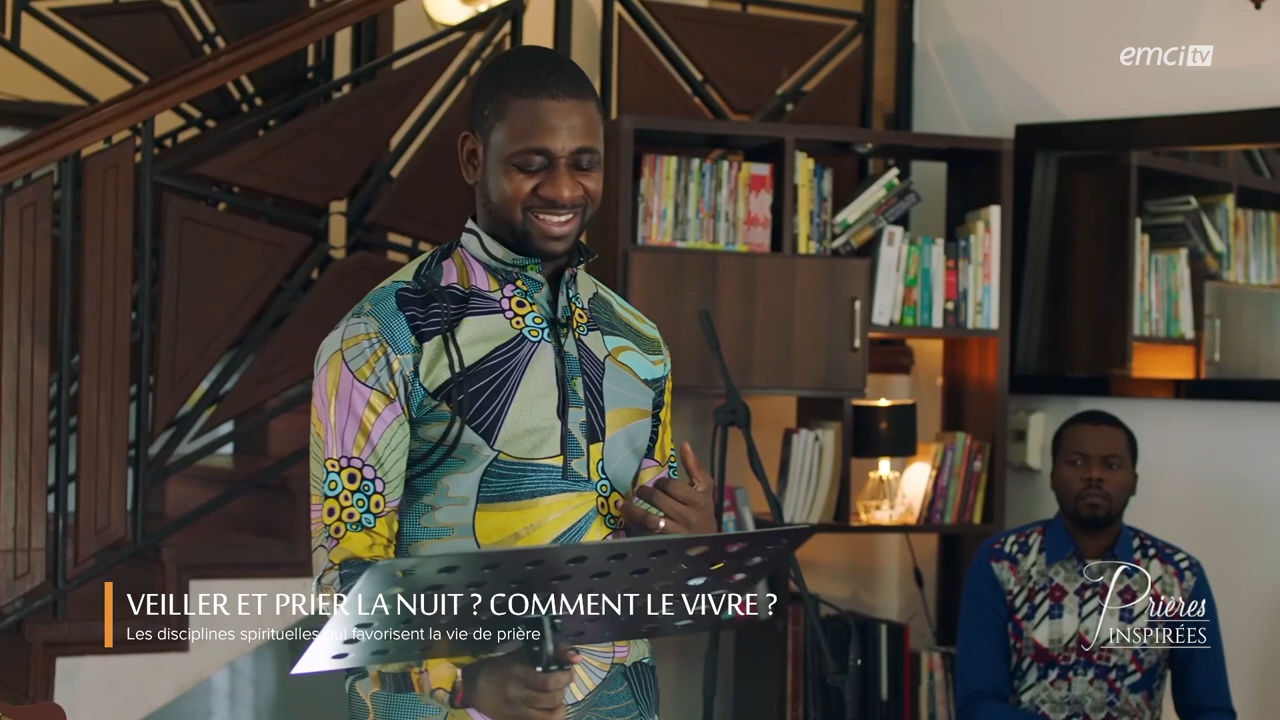 emci tv
VEILLER ET PRIER LA NUIT ? COMMENT LE VIVRE ?
Les disciplines spirituelles qui favorisent la vie de prière
Prières
INSPIRÉES